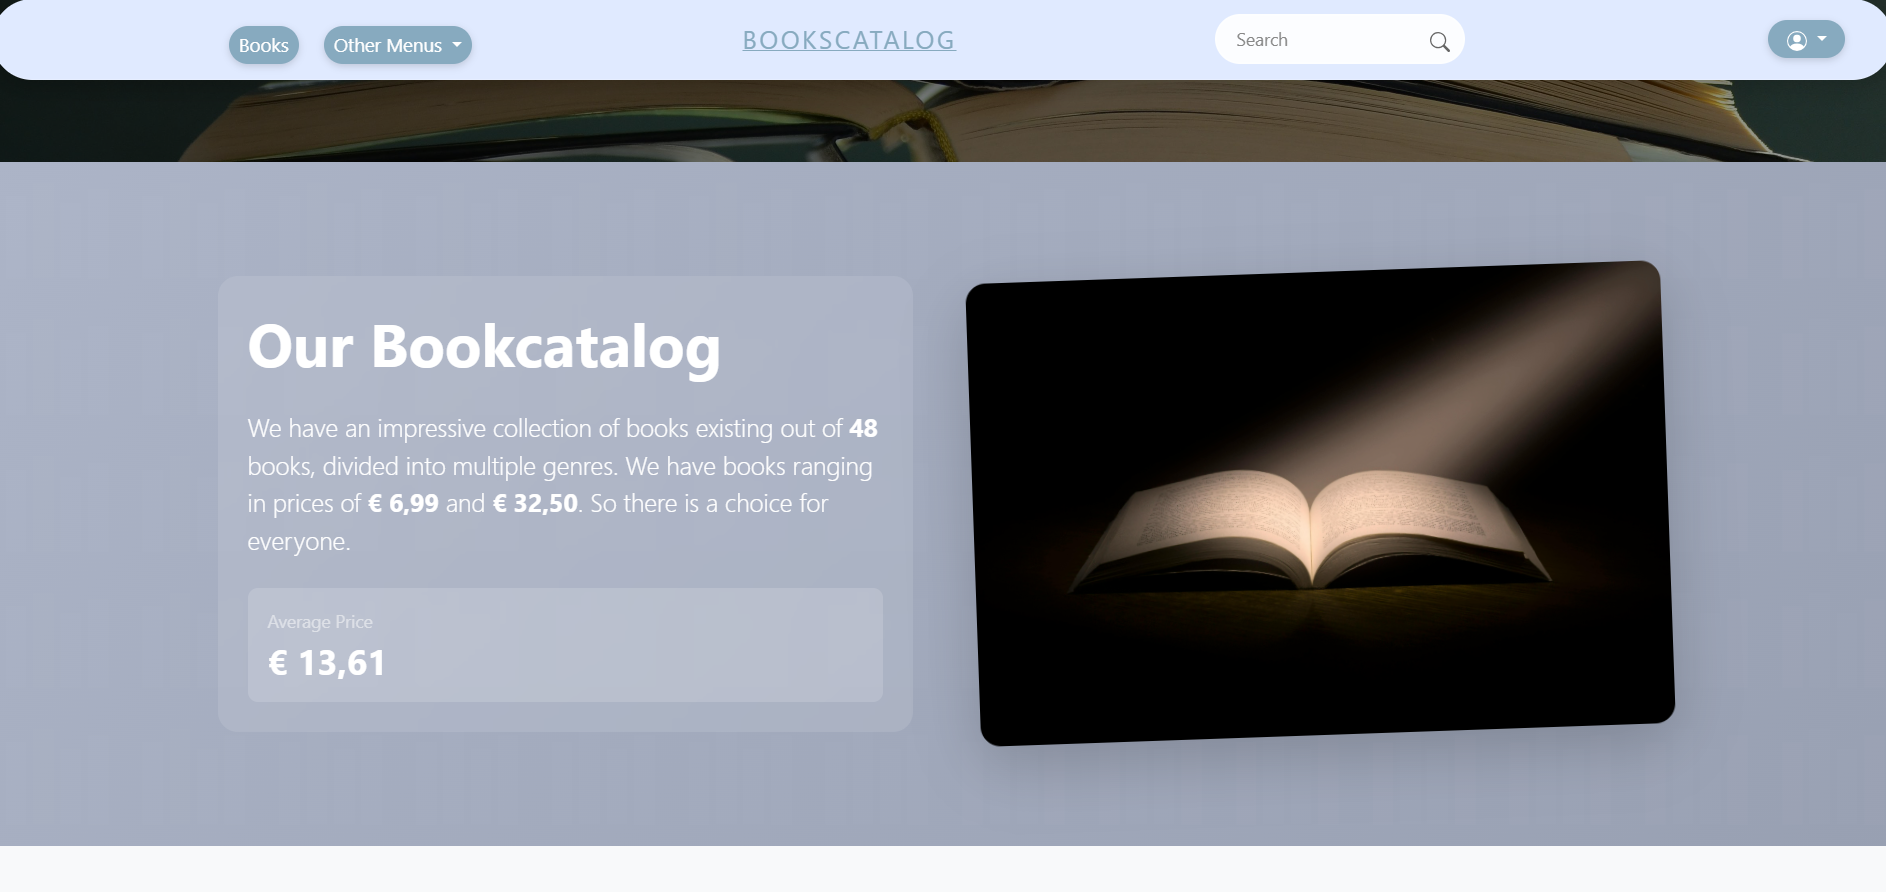 Books
Other Menus
BOOKSCATALOG
Search
Our Bookcatalog
We have an impressive collection of books existing out of 48
books, divided into multiple genres. We have books ranging
in prices of € 6,99 and € 32,50. So there is a choice for
everyone.
Average Price
€ 13,61